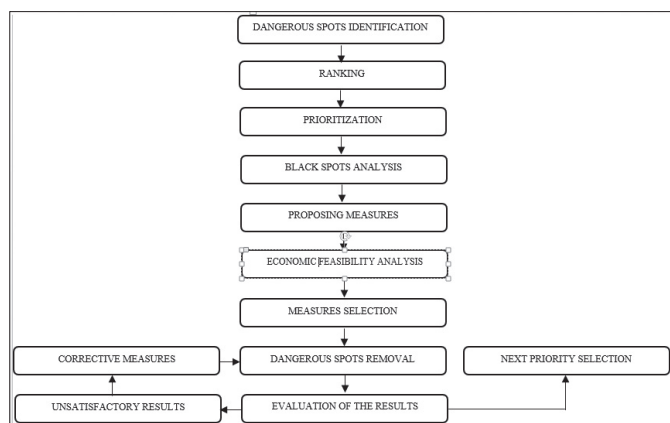 DANGEROUS SPOTS IDENTIFICATION
RANKING
PRIORITIZATION
BLACK SPOTS ANALYSIS
PROPOSING MEASURES
ECONOMIC FEASIBILITY ANALYSIS
MEASURES SELECTION
CORRECTIVE MEASURES
DANGEROUS SPOTS REMOVAL
NEXT PRIORITY SELECTION
UNSATISFACTORY RESULTS
EVALUATION OF THE RESULTS